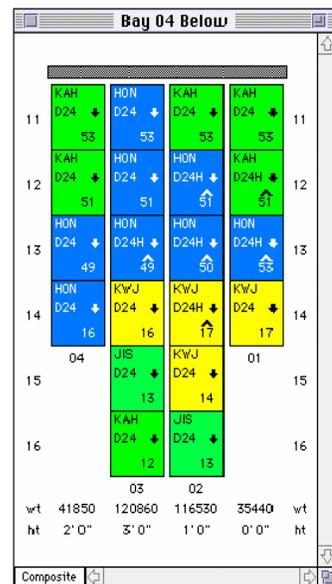 Bay 04 Below
KAH HON KAH KAH
11 D24 D24 D24 D24 11
53 53 53 53
KAH HON HON KAH
12 D24 D24 D24H D24H 12
51 51 51 51
HON HON HON HON
13 D24 D24H D24H D24H 13
49 49 50 53
HON KWJ KWJ KWJ
14 D24 D24 D24H D24 14
16 16 17 17
04 JIS KWJ 01
15 D24 D24 15
13 14
KAH JIS
16 D24 D24 16
12 13
03 02
wt 41850 120860 116530 35440 wt
ht 2' 0" 3' 0" 1' 0" 0' 0" ht
Composite